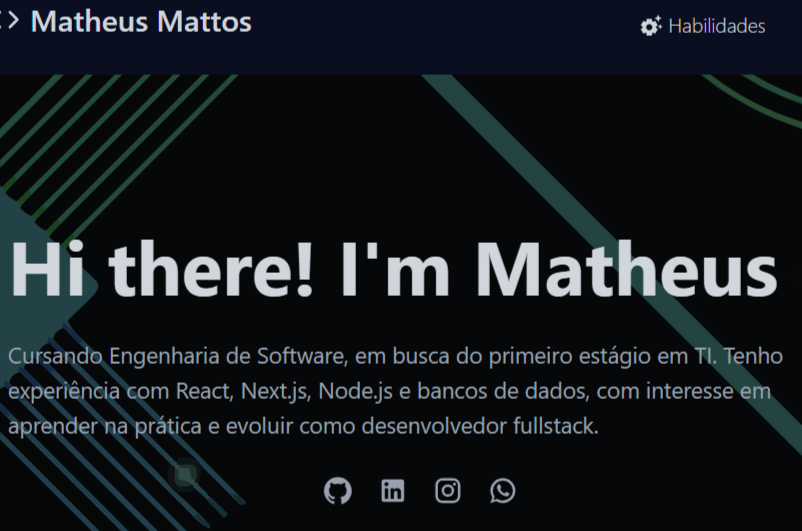 Matheus Mattos
Habilidades
Hi there! I'm Matheus
Cursando Engenharia de Software, em busca do primeiro estágio em TI. Tenho
experiência com React, Next.js, Node.js e bancos de dados, com interesse em
aprender na prática e evoluir como desenvolvedor fullstack.